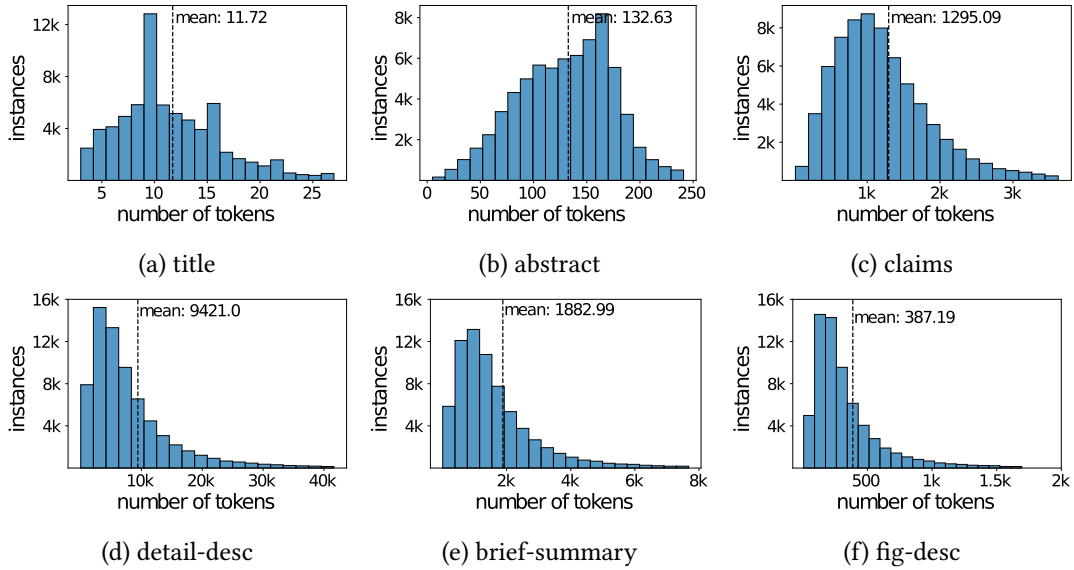 mean: 11.72
12k
8k
4k
instances
5
10
15
20
25
number of tokens
(a) title
mean: 132.63
8k
6k
4k
2k
instances
0
50
100
150
200
250
number of tokens
(b) abstract
mean: 1295.09
8k
6k
4k
2k
instances
1k
2k
3k
number of tokens
(c) claims
mean: 9421.0
16k
12k
8k
4k
instances
10k
20k
30k
40k
number of tokens
(d) detail-desc
mean: 1882.99
16k
12k
8k
4k
instances
2k
4k
6k
8k
number of tokens
(e) brief-summary
mean: 387.19
16k
12k
8k
4k
instances
500
1k
1.5k
2k
number of tokens
(f) fig-desc